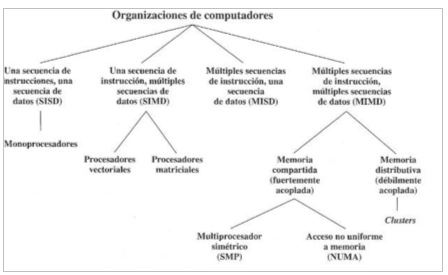 Organizaciones de computadores
Una secuencia de
instrucciones, una
secuencia de
datos (SISD)
Una secuencia de
instrucción, múltiples
secuencias de
datos (SIMD)
Múltiples secuencias
de instrucción, una
secuencia
de datos (MISD)
Múltiples secuencias
de instrucción,
múltiples secuencias
de datos (MIMD)
Monoprocesadores
Procesadores
vectoriales
Procesadores
matriciales
Memoria
compartida
(fuertemente
acoplada)
Memoria
distributiva
(débilmente
acoplada)
Clusters
Multiprocesador
simétrico
(SMP)
Acceso no uniforme
a memoria
(NUMA)